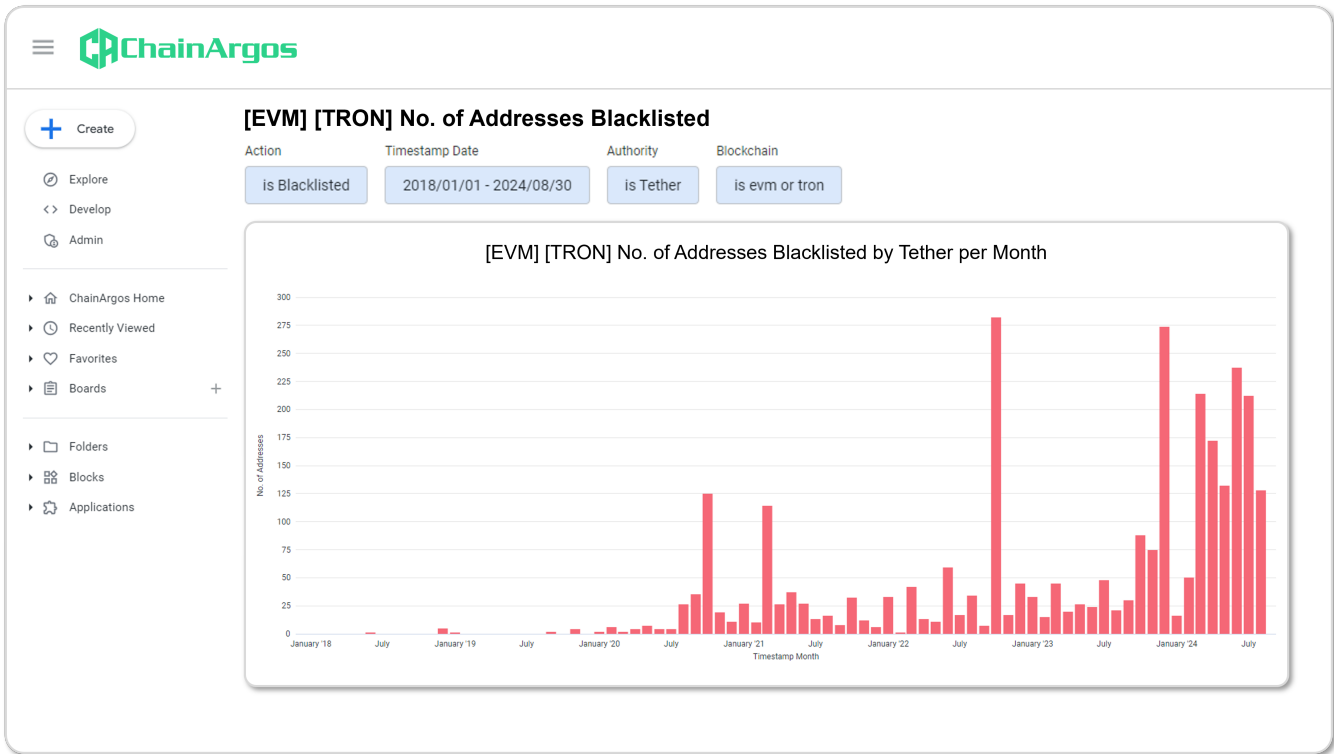 ChainArgos
Create
Explore
Develop
Admin
ChainArgos Home
Recently Viewed
Favorites
Boards
Folders
Blocks
Applications
[EVM] [TRON] No. of Addresses Blacklisted
Action Timestamp Date Authority Blockchain
is Blacklisted 2018/01/01 - 2024/08/30 is Tether is evm or tron
[EVM] [TRON] No. of Addresses Blacklisted by Tether per Month
No. of Addresses
300
275
250
225
200
175
150
125
100
75
50
25
0
January '18 July January '19 July January '20 July January '21 July January '22 July January '23 July January '24 July
Timestamp Month